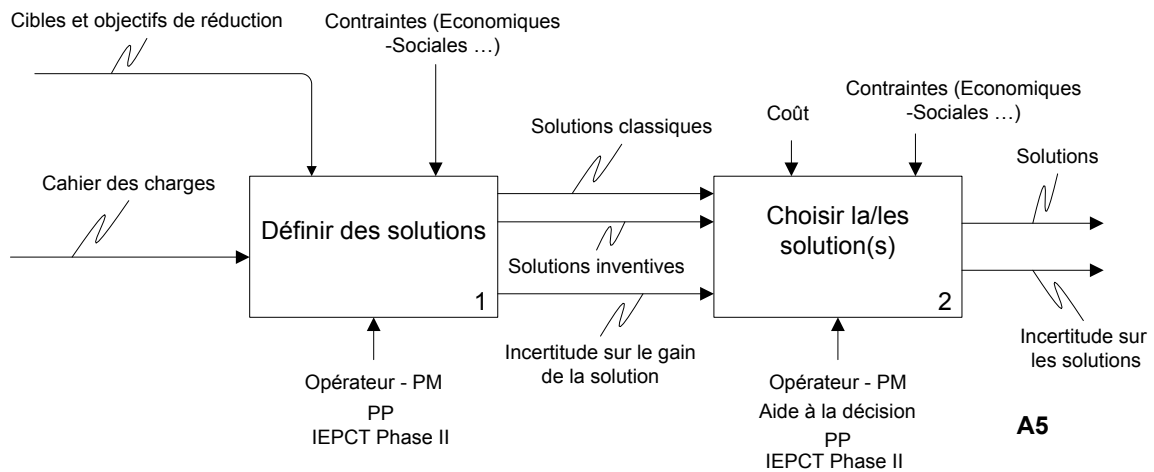 Cibles et objectifs de réduction
Contraintes (Economiques
-Sociales …)
Contraintes (Economiques
-Sociales …)
Coût
Solutions classiques
Solutions
Cahier des charges
Définir des solutions
1
Choisir la/les
solution(s)
2
Solutions inventives
Incertitude sur le gain
de la solution
Incertitude sur
les solutions
Opérateur - PM
PP
IEPCT Phase II
Opérateur - PM
Aide à la décision
PP
IEPCT Phase II
A5